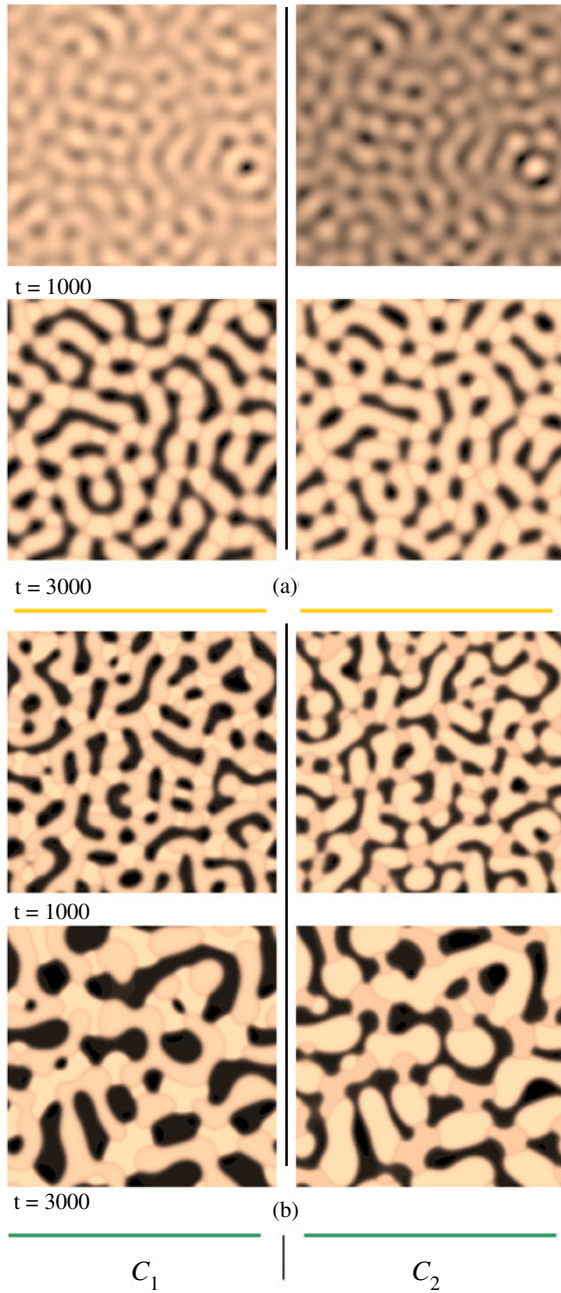 t = 1000
t = 3000
(a)
t = 1000
t = 3000
(b)
C₁
C₂